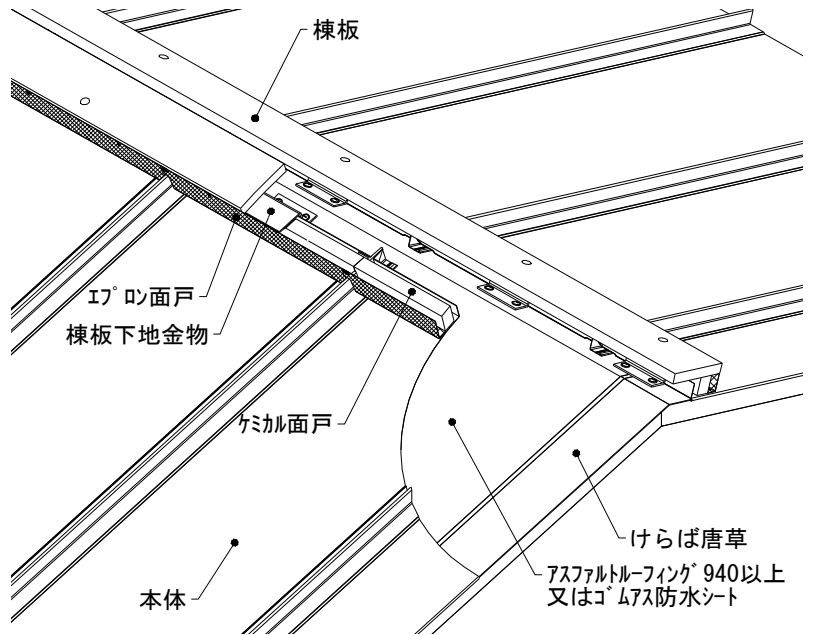 棟板
ｴﾌﾟﾛﾝ面戸
棟板下地金物
ｹﾐｶﾙ面戸
けらば唐草
ｱｽﾌｧﾙﾄﾙｰﾌｨﾝｸﾞ940以上
又はｺﾞﾑｱｽ防水ｼｰﾄ
本体